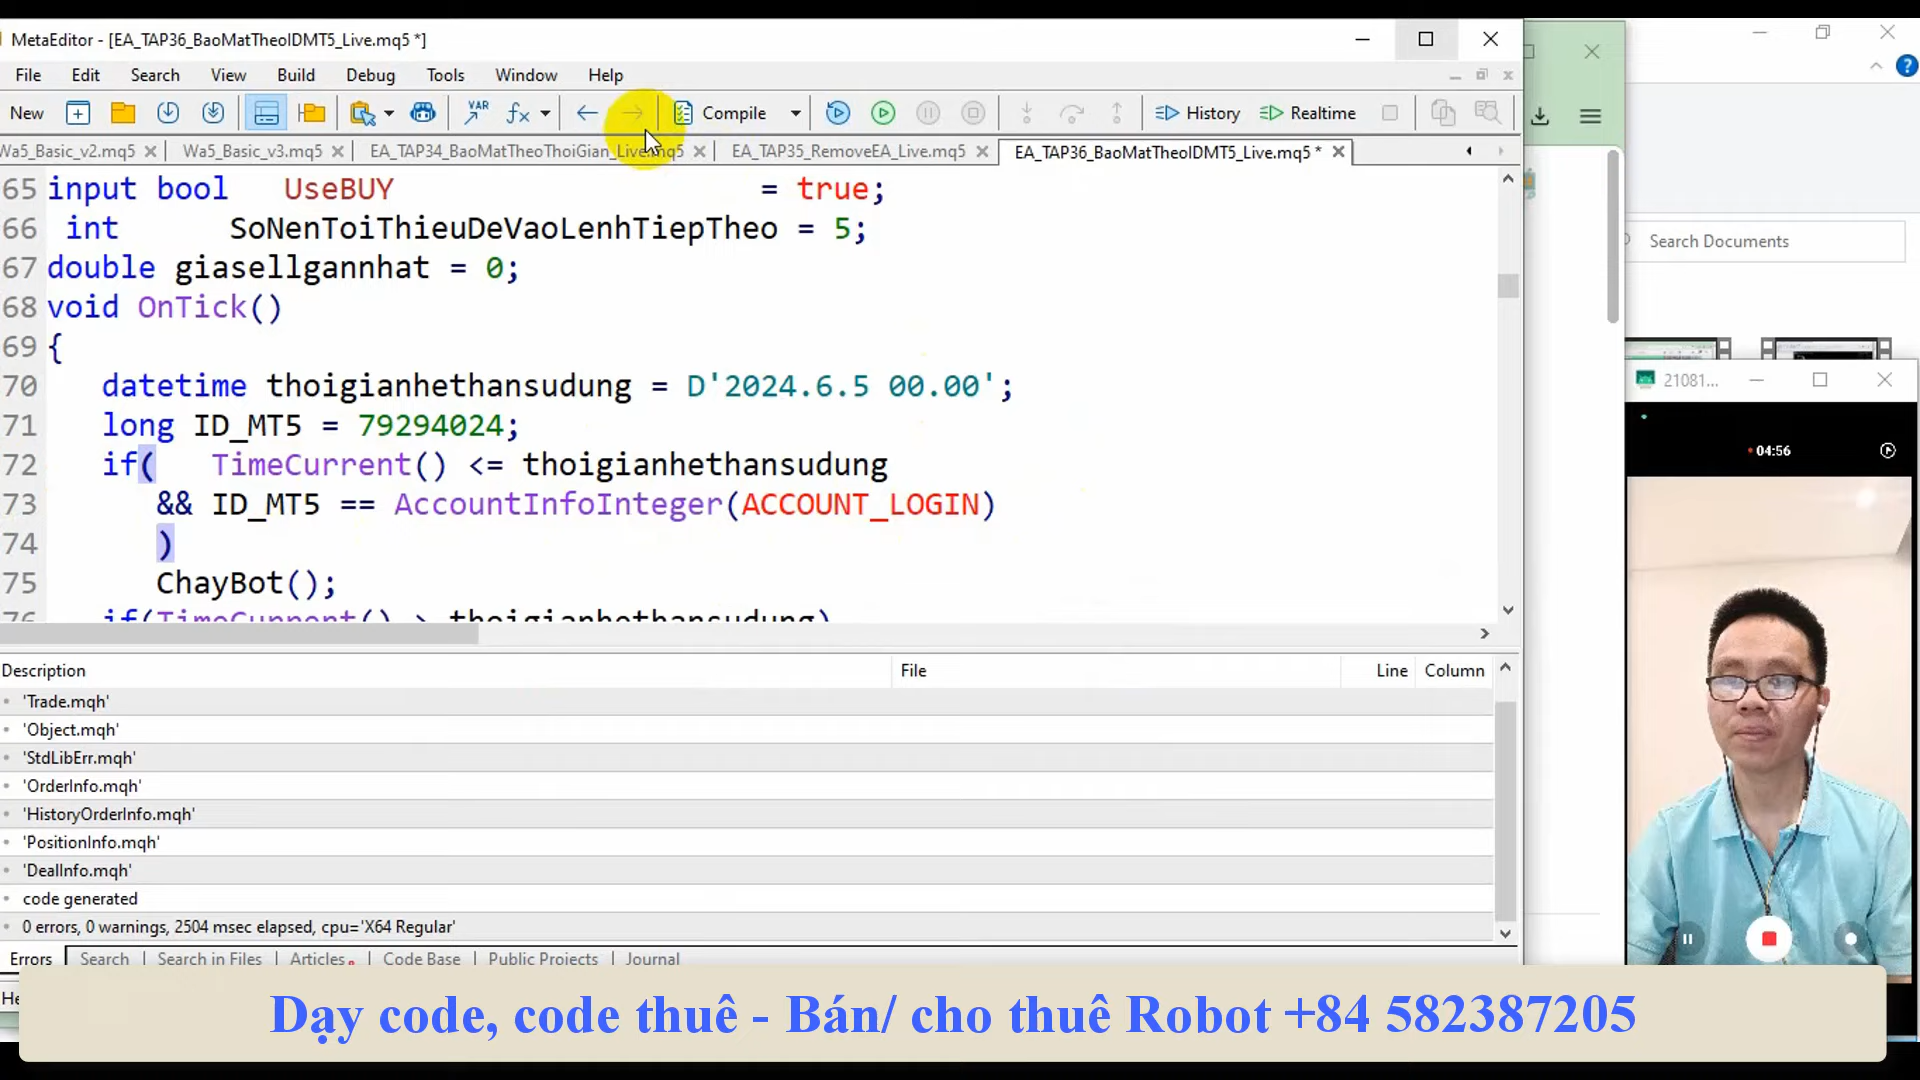 MetaEditor - [EA_TAP36_BaoMatTheoIDMT5_Live.mq5 *]
File Edit Search View Build Debug Tools Window Help
New VAR Compile History Realtime
Wa5_Basic_v2.mq5 Wa5_Basic_v3.mq5 EA_TAP34_BaoMatTheoThoiGian_Live.mq5 EA_TAP35_RemoveEA_Live.mq5 EA_TAP36_BaoMatTheoIDMT5_Live.mq5 *
65 input bool UseBUY = true;
66 int SoNenToiThieuDeVaoLenhTiepTheo = 5;
67 double giasellgannhat = 0;
68 void OnTick()
69 {
70 datetime thoigianhethansudung = D'2024.6.5 00.00';
71 long ID_MT5 = 79294024;
72 if( TimeCurrent() <= thoigianhethansudung
73 && ID_MT5 == AccountInfoInteger(ACCOUNT_LOGIN)
74 )
75 ChayBot();
76 if(TimeCurrent() > thoigianhethansudung)
Description File Line Column
'Trade.mqh'
'Object.mqh'
'StdLibErr.mqh'
'OrderInfo.mqh'
'HistoryOrderInfo.mqh'
'PositionInfo.mqh'
'DealInfo.mqh'
code generated
0 errors, 0 warnings, 2504 msec elapsed, cpu='X64 Regular'
Errors Search Search in Files Articles Code Base Public Projects Journal
Search Documents
21081...
04:56
Dạy code, code thuê - Bán/ cho thuê Robot +84 582387205